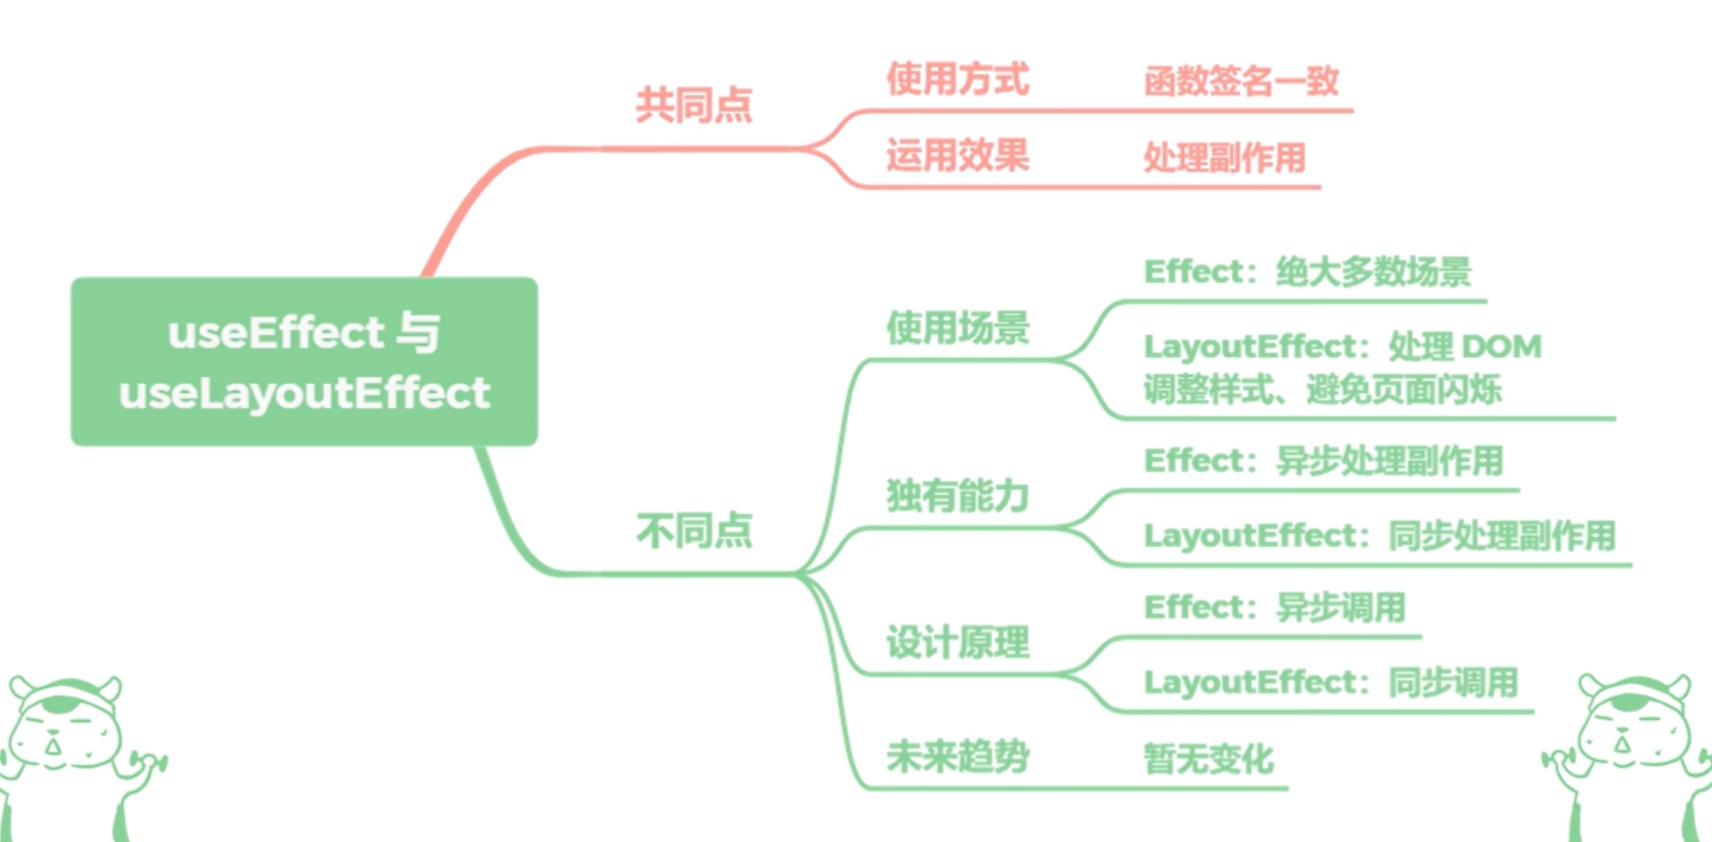 useEffect 与
useLayoutEffect
共同点
使用方式
函数签名一致
运用效果
处理副作用
不同点
使用场景
Effect：绝大多数场景
LayoutEffect：处理 DOM
调整样式、避免页面闪烁
独有能力
Effect：异步处理副作用
LayoutEffect：同步处理副作用
设计原理
Effect：异步调用
LayoutEffect：同步调用
未来趋势
暂无变化